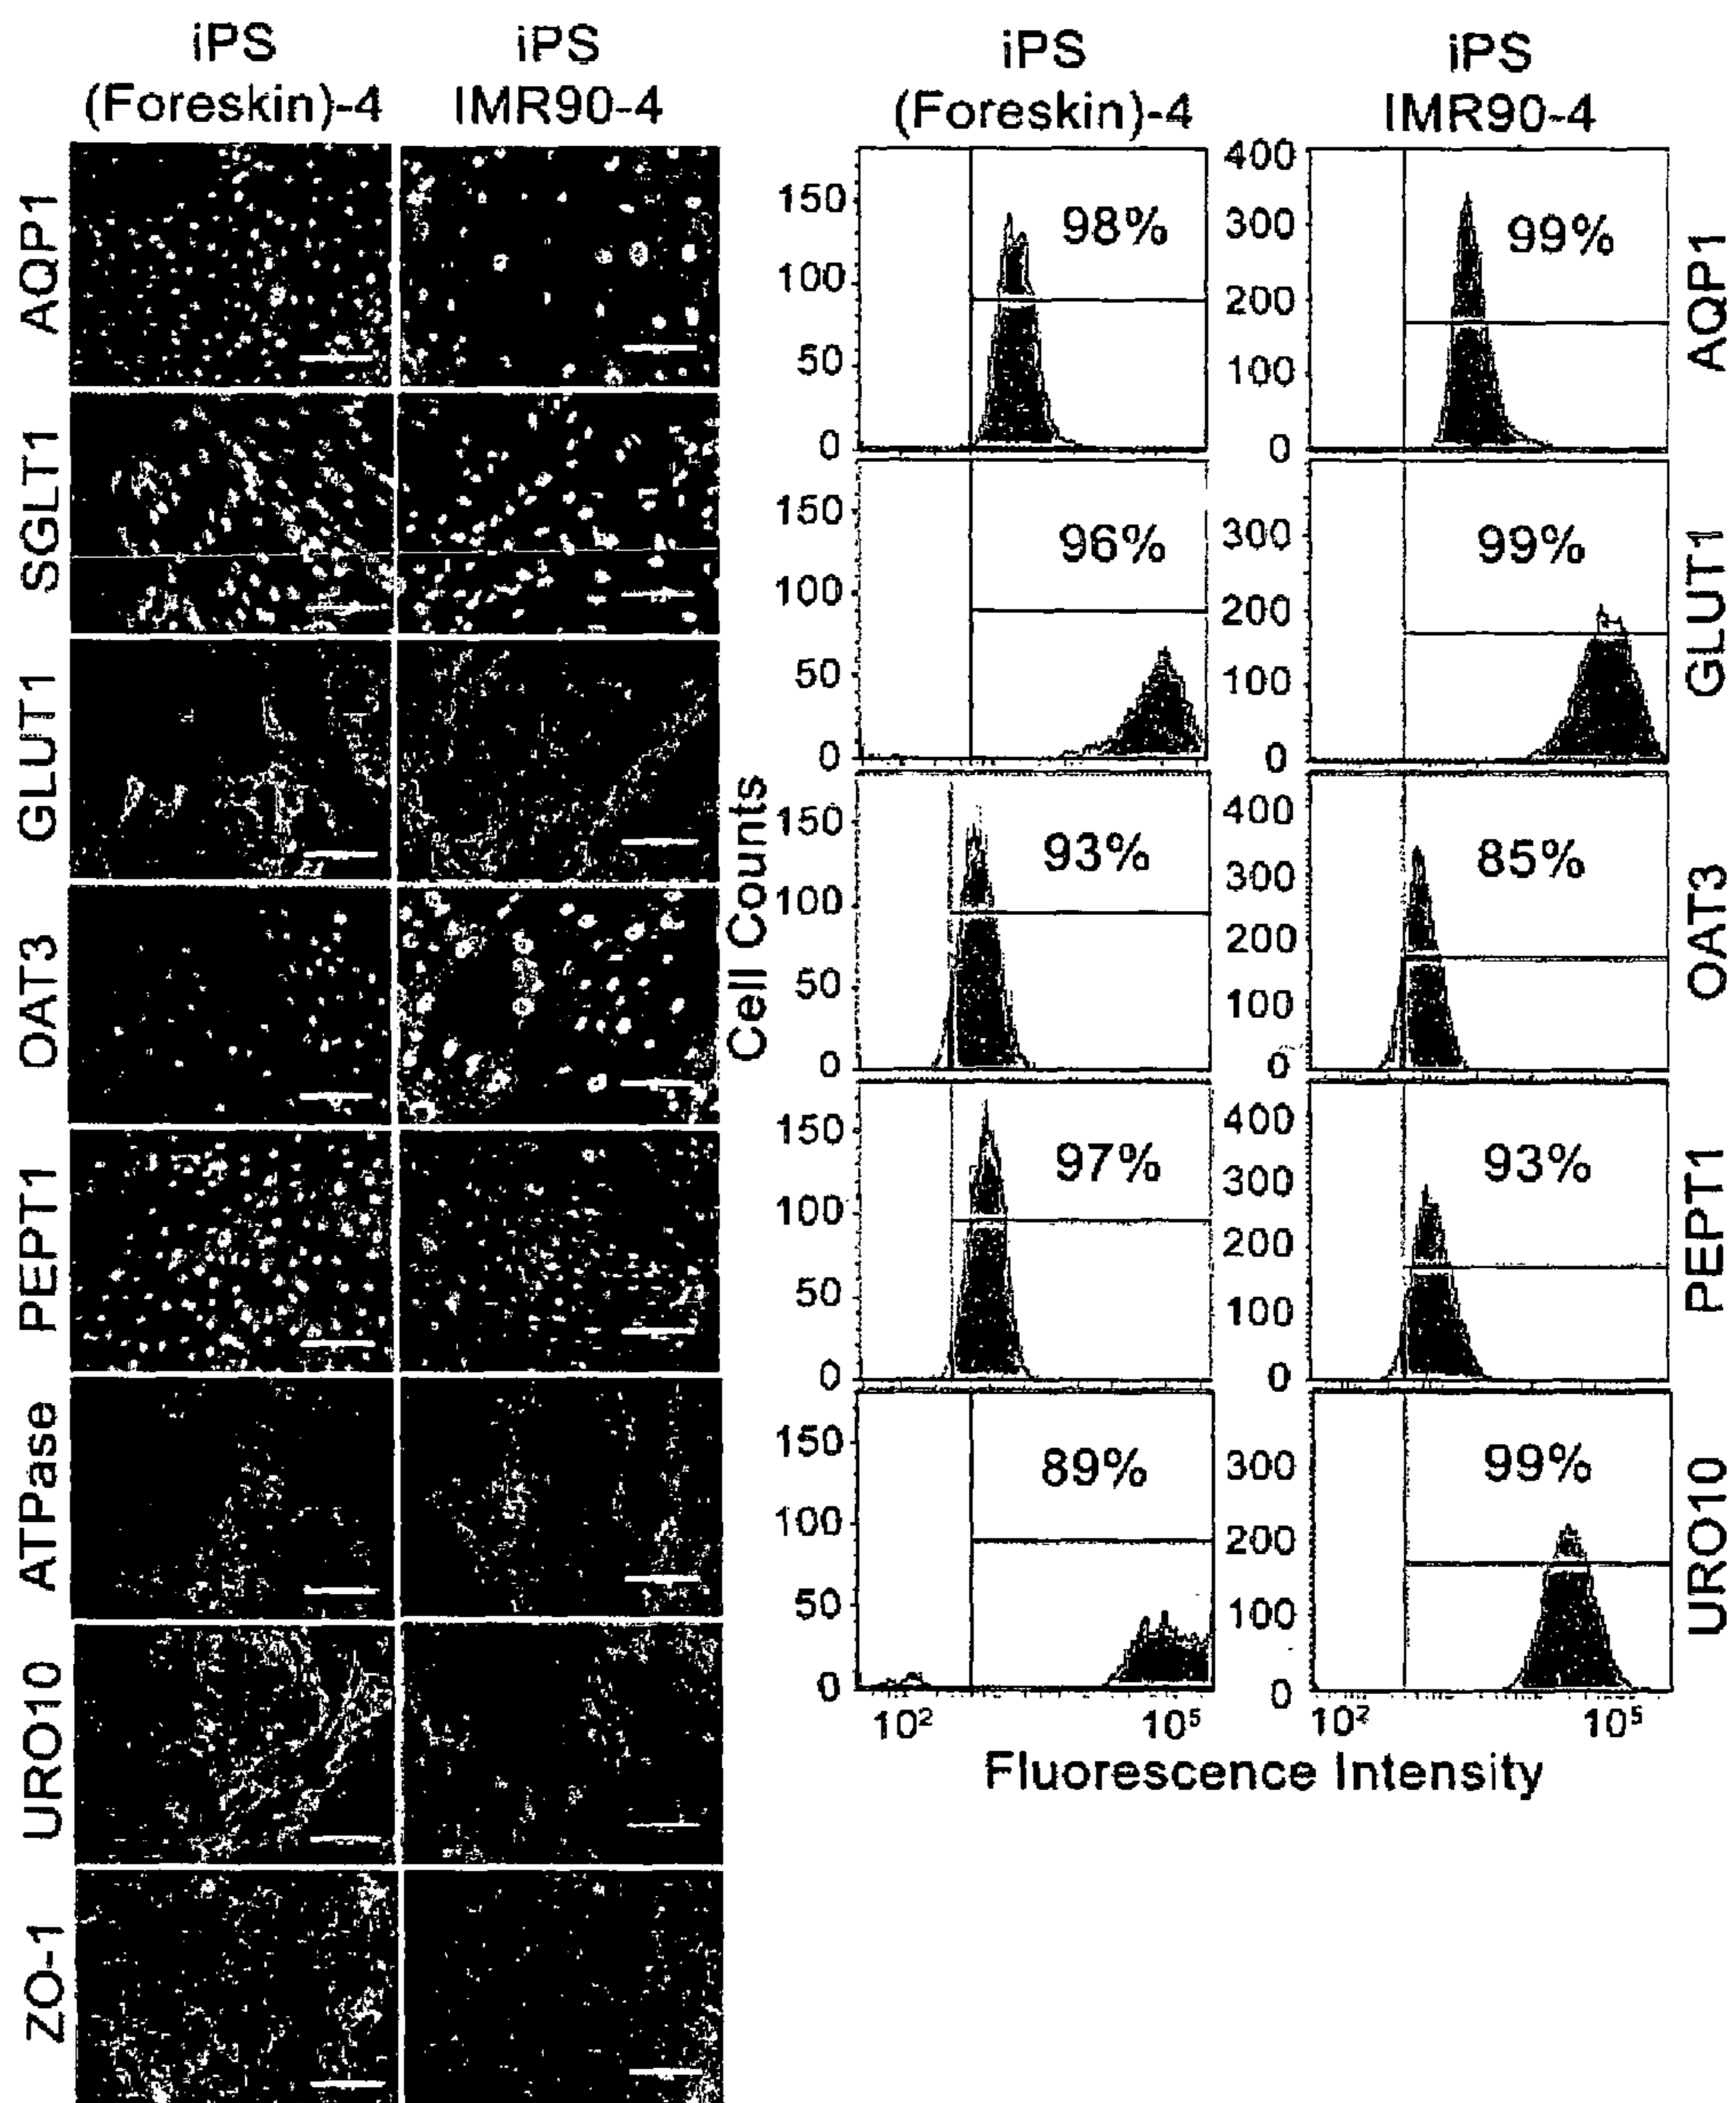 iPS
(Foreskin)-4
iPS
IMR90-4
AQP1
SGLT1
GLUT1
OAT3
PEPT1
ATPase
URO10
ZO-1
iPS
(Foreskin)-4
iPS
IMR90-4
150
100
50
0
98%
400
300
200
100
0
99%
AQP1
150
100
50
0
96%
300
200
100
0
99%
GLUT1
Cell Counts
150
100
50
0
93%
400
300
200
100
0
85%
OAT3
150
100
50
0
97%
400
300
200
100
0
93%
PEPT1
150
100
50
0
89%
300
200
100
0
99%
URO10
10² 10⁵
10² 10⁵
Fluorescence Intensity